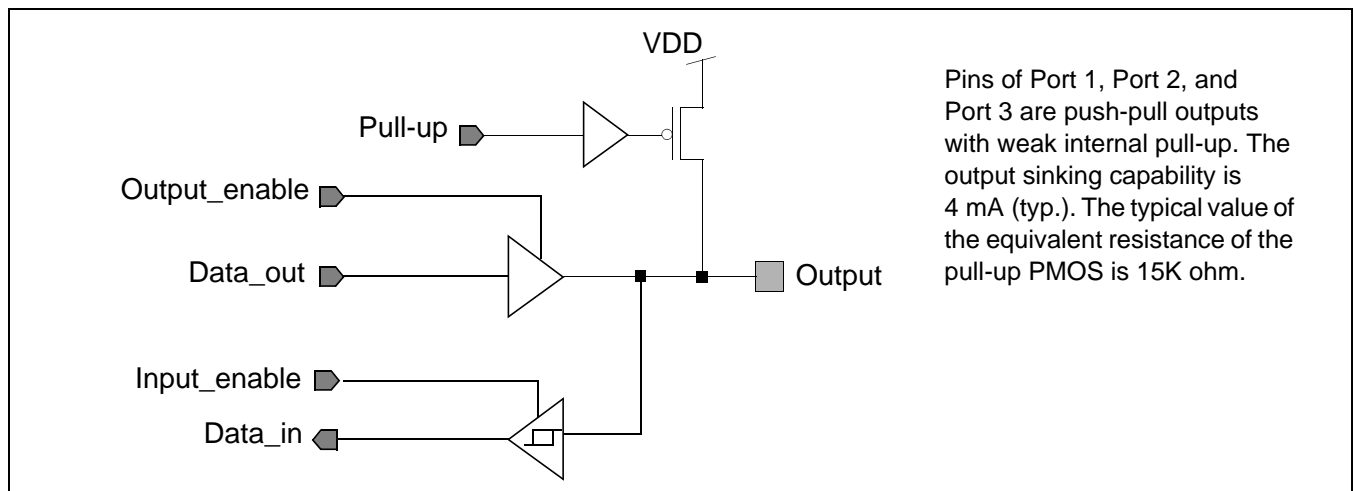 VDD
Pull-up
Output_enable
Data_out
Output
Input_enable
Data_in
Pins of Port 1, Port 2, and
Port 3 are push-pull outputs
with weak internal pull-up. The
output sinking capability is
4 mA (typ.). The typical value of
the equivalent resistance of the
pull-up PMOS is 15K ohm.